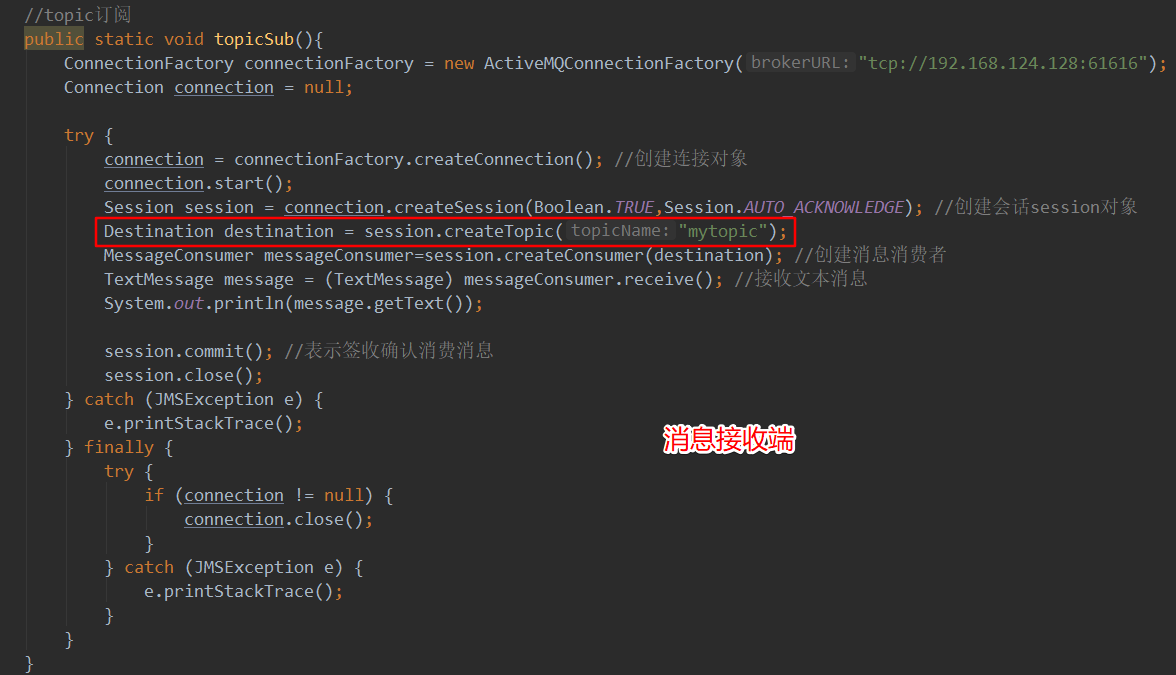 //topic订阅
public static void topicSub(){
ConnectionFactory connectionFactory = new ActiveMQConnectionFactory( brokerURL: "tcp://192.168.124.128:61616");
Connection connection = null;
try {
connection = connectionFactory.createConnection(); //创建连接对象
connection.start();
Session session = connection.createSession(Boolean.TRUE,Session.AUTO_ACKNOWLEDGE); //创建会话session对象
Destination destination = session.createTopic( topicName: "mytopic");
MessageConsumer messageConsumer=session.createConsumer(destination); //创建消息消费者
TextMessage message = (TextMessage) messageConsumer.receive(); //接收文本消息
System.out.println(message.getText());
session.commit(); //表示签收确认消费消息
session.close();
} catch (JMSException e) {
e.printStackTrace();
} finally {
消息接收端
try {
if (connection != null) {
connection.close();
}
} catch (JMSException e) {
e.printStackTrace();
}
}
}